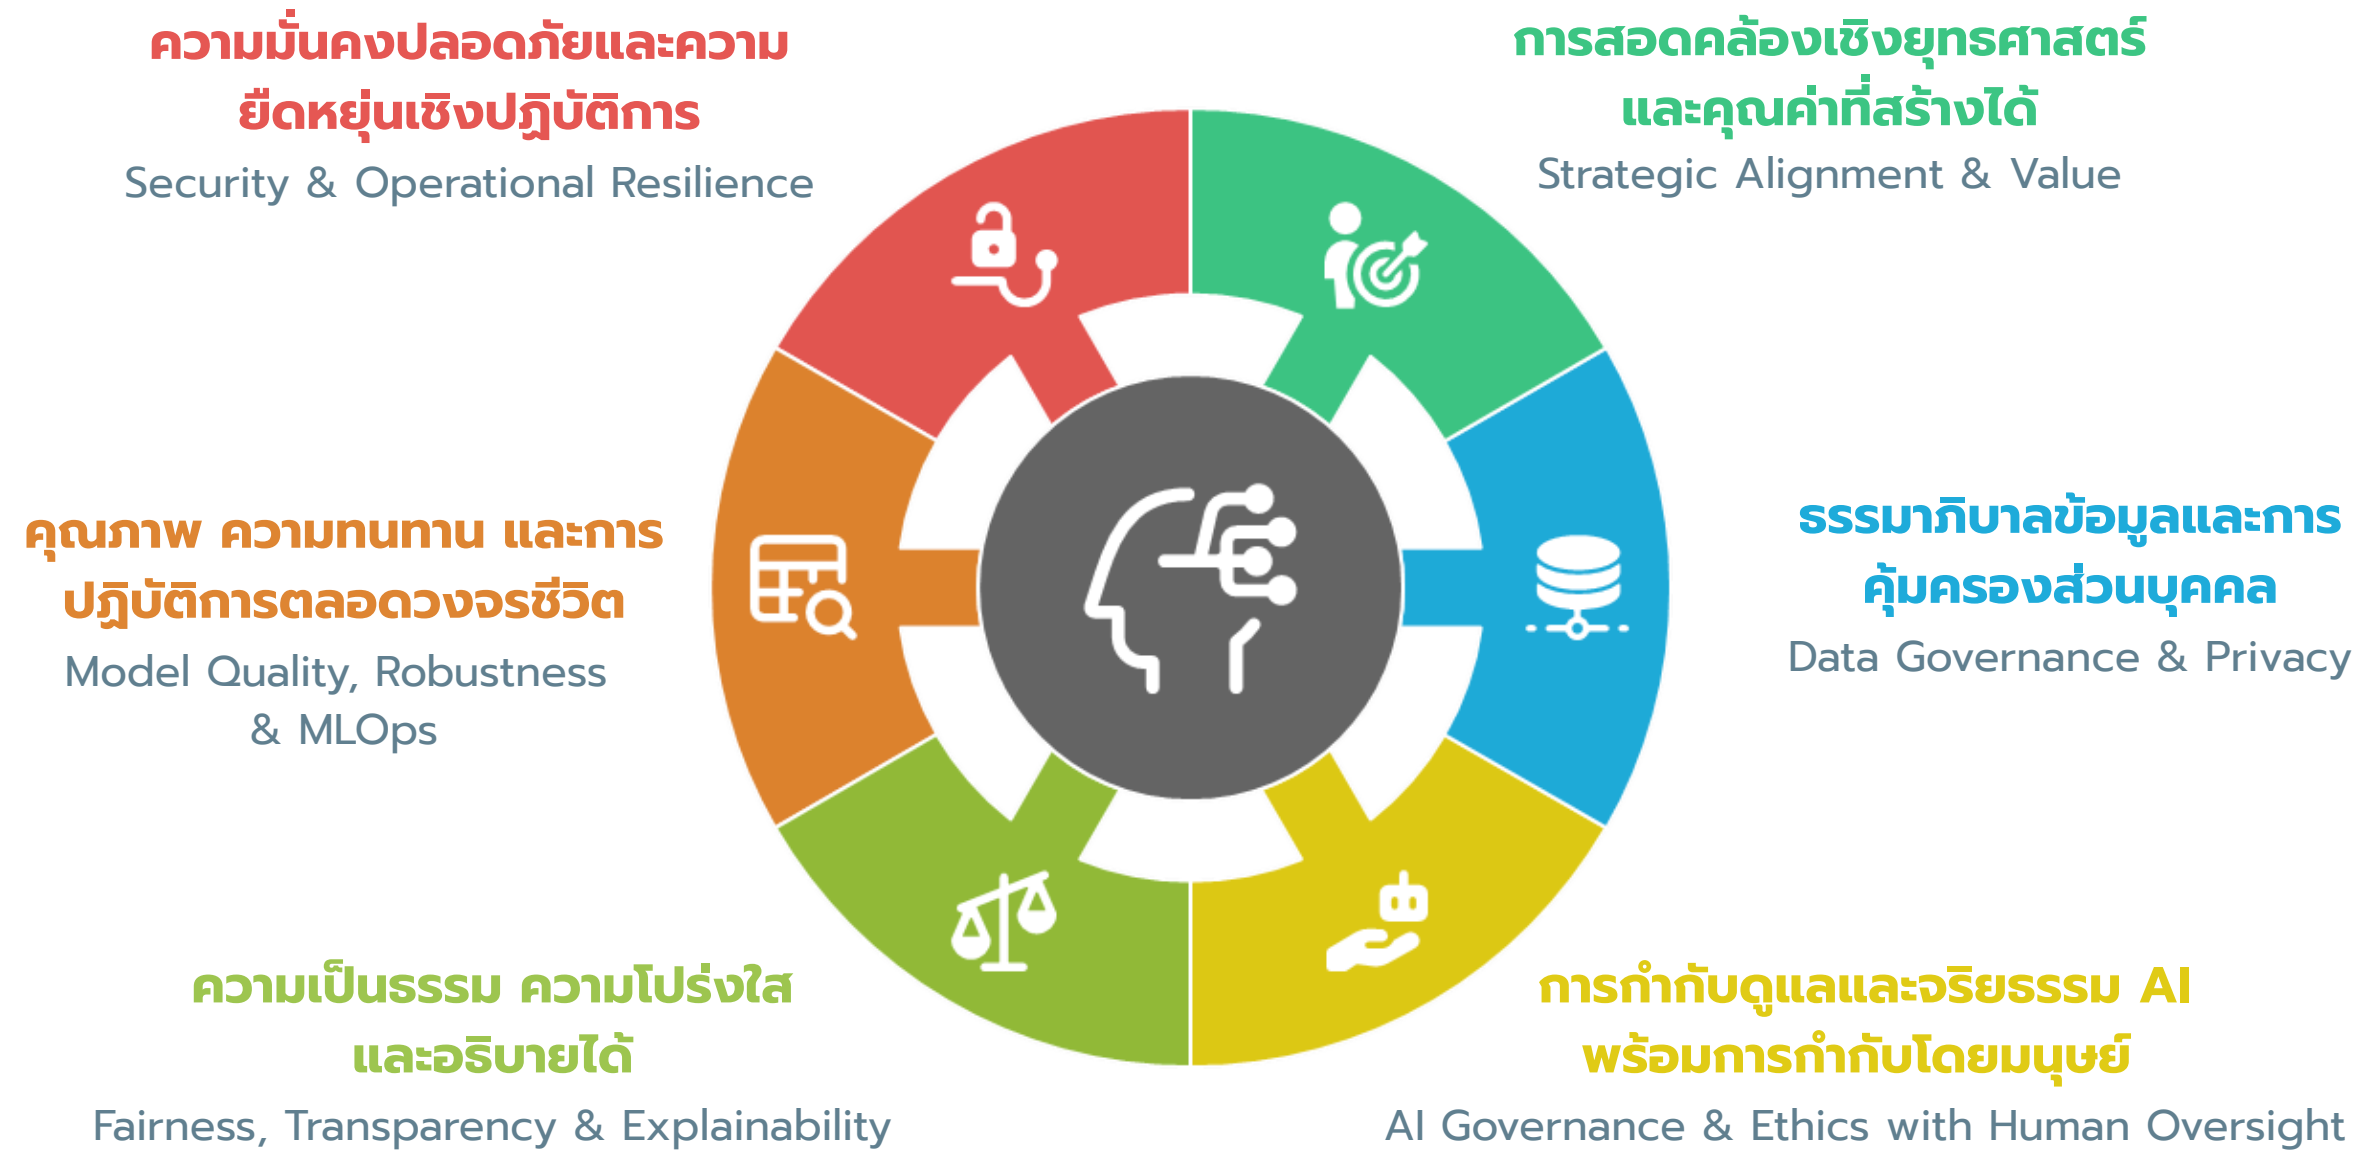 ความมั่นคงปลอดภัยและความ
ยืดหยุ่นเชิงปฏิบัติการ
Security & Operational Resilience
การสอดคล้องเชิงยุทธศาสตร์
และคุณค่าที่สร้างได้
Strategic Alignment & Value
คุณภาพ ความทนทาน และการ
ปฏิบัติการตลอดวงจรชีวิต
Model Quality, Robustness
& MLOps
ธรรมาภิบาลข้อมูลและการ
คุ้มครองส่วนบุคคล
Data Governance & Privacy
ความเป็นธรรม ความโปร่งใส
และอธิบายได้
Fairness, Transparency & Explainability
การกำกับดูแลและจริยธรรม AI
พร้อมการกำกับโดยมนุษย์
AI Governance & Ethics with Human Oversight